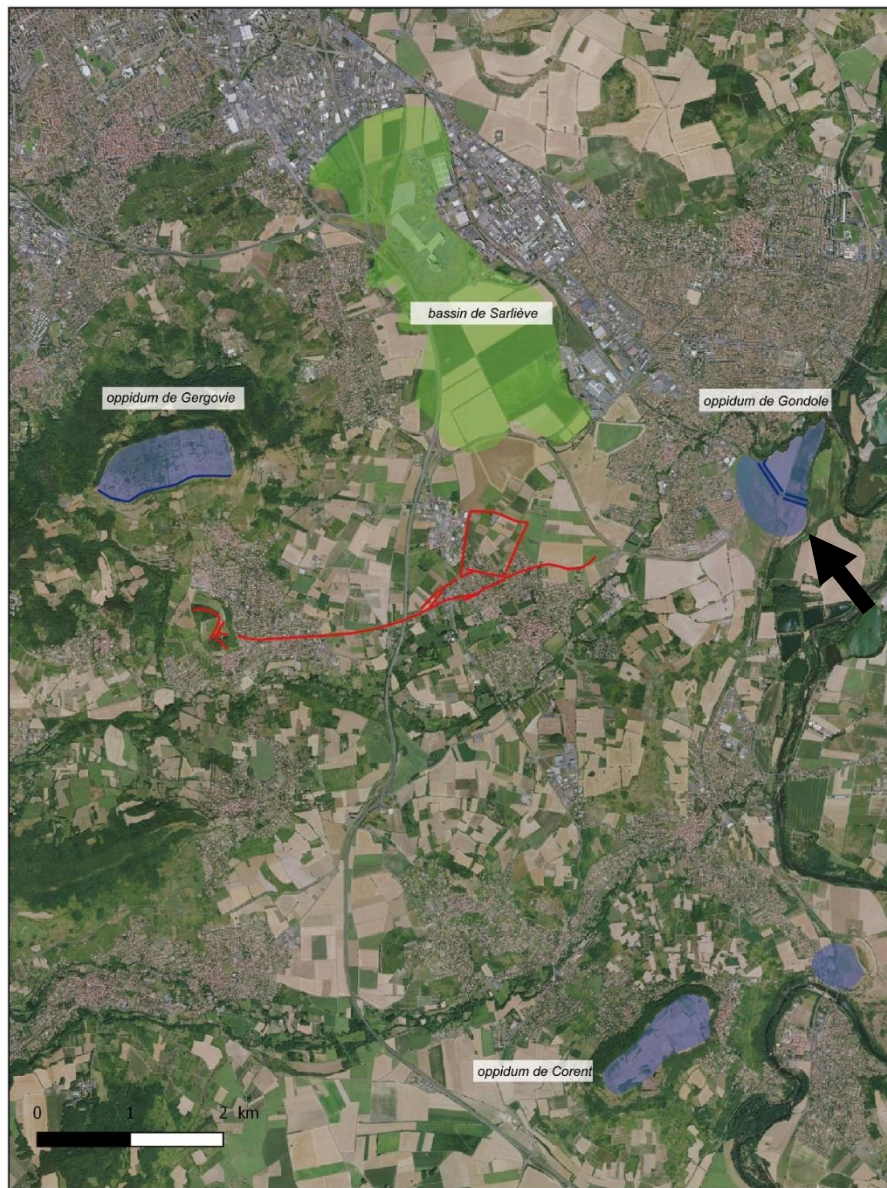 bassin de Sarliève
oppidum de Gergovie
oppidum de Gondole
oppidum de Corent
0 1 2 km